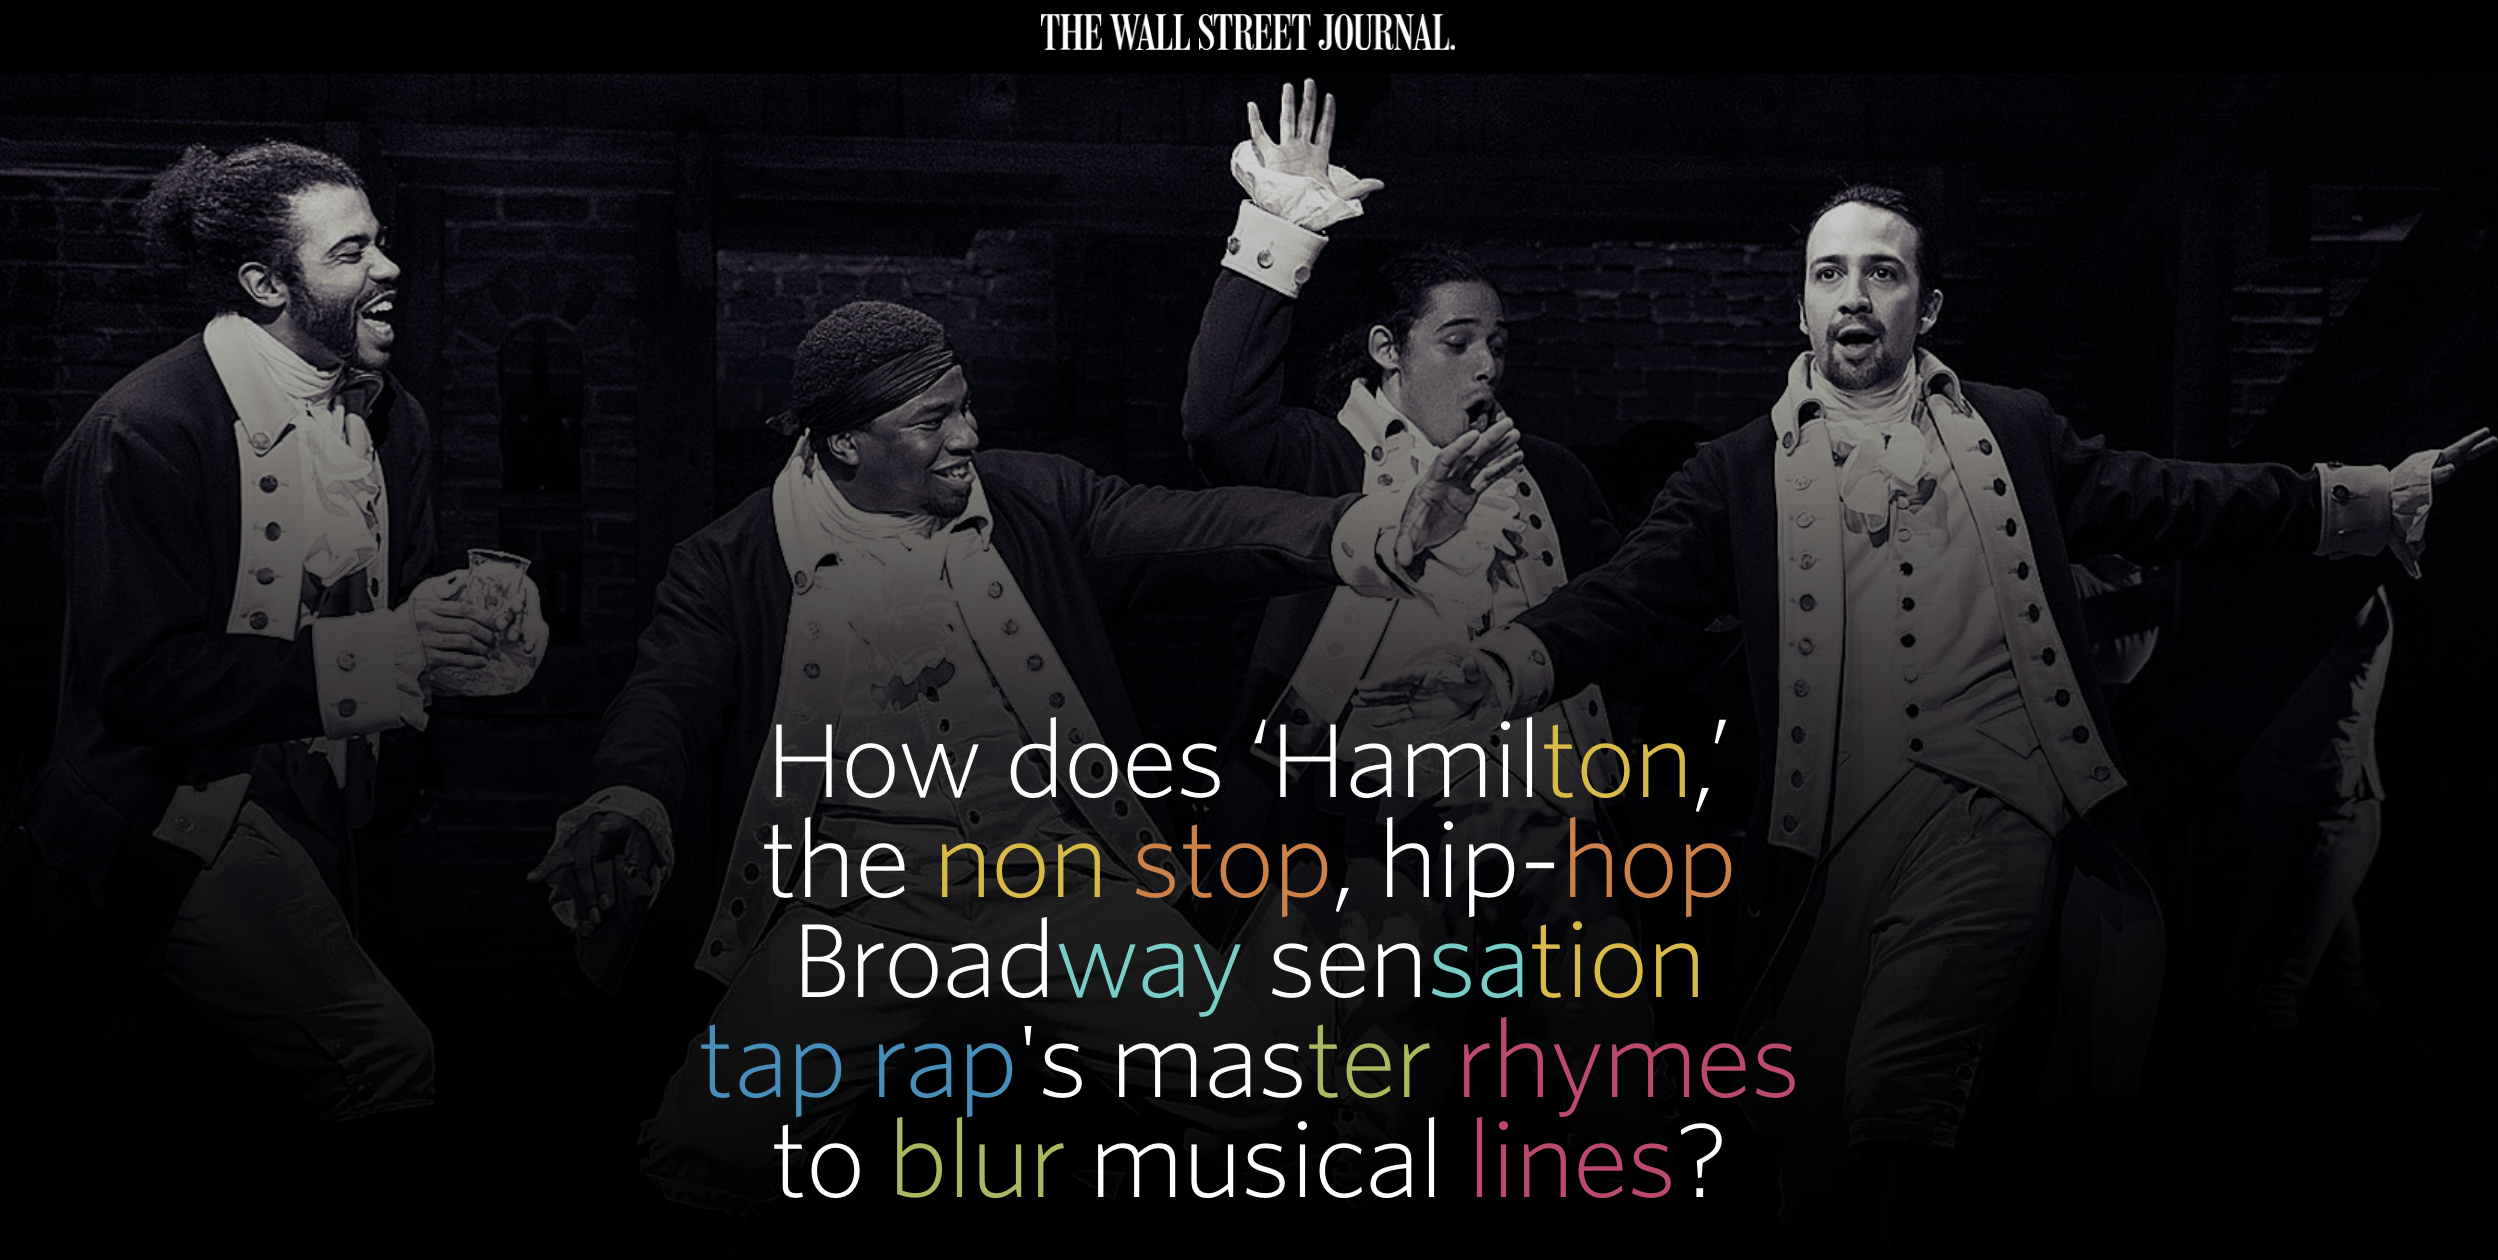 THE WALL STREET JOURNAL.
How does ‘Hamilton,’
the non stop, hip-hop
Broadway sensation
tap rap's master rhymes
to blur musical lines?